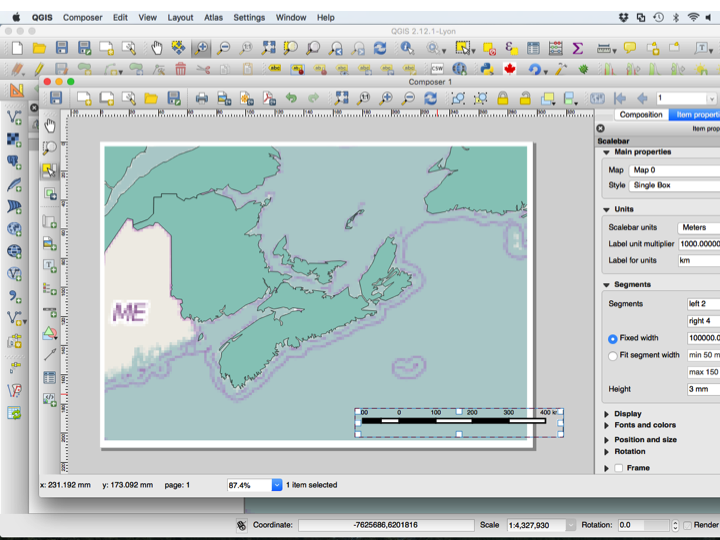 QGIS Composer Edit View Layout Atlas Settings Window Help
QGIS 2.12.1-Lyon
Composer 1
1
Composition Item properti
Item prop
Scalebar
Main properties
Map Map 0
Style Single Box
Units
Scalebar units Meters
Label unit multiplier 1000.00000
Label for units km
Segments
Segments left 2
right 4
Fixed width 100000.0
Fit segment width min 50 m
max 150
Height 3 mm
Display
Fonts and colors
Position and size
Rotation
Frame
ME
00 0 100 200 300 400 k
x: 231.192 mm y: 173.092 mm page: 1 87.4% 1 item selected
Coordinate: -7625686,6201816 Scale 1:4,327,930 Rotation: 0.0 Render